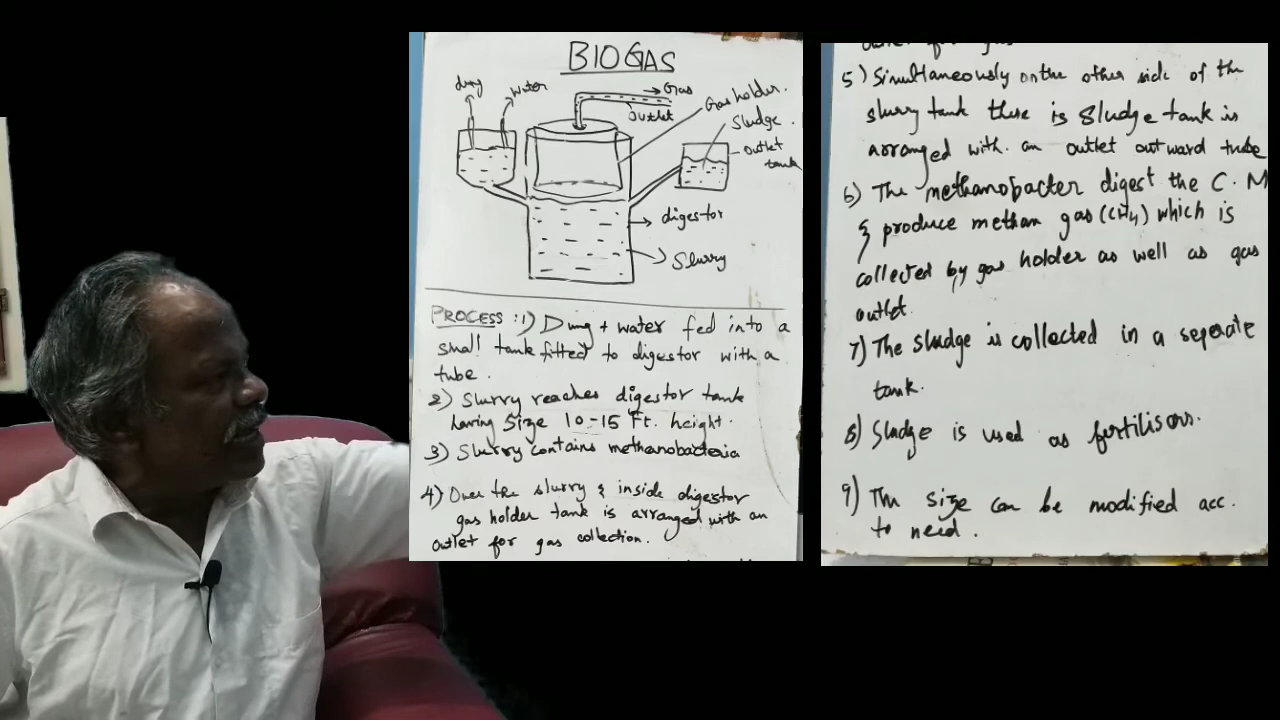 BIOGAS
dung
water
Gas
outlet
Gas holder.
Sludge.
outlet
tank
digestor
Slurry
PROCESS :1) Dung + water fed into a
small tank fitted to digestor with a
tube.
2) Slurry reaches digestor tank
having size 10-15 Ft. height.
3) Slurry contains methanobacteria
4) Over the slurry & inside digestor
gas holder tank is arranged with an
outlet for gas collection.
outlet for gas
5) Simultaneously on the other side of the
slurry tank there is Sludge tank is
arranged with an outlet outward tube
6) The methanobacter digest the C.M
& produce methan gas (CH4) which is
collected by gas holder as well as gas
outlet.
7) The sludge is collected in a seperate
tank.
8) Sludge is used as fertilisors.
9) The size can be modified acc.
to need.